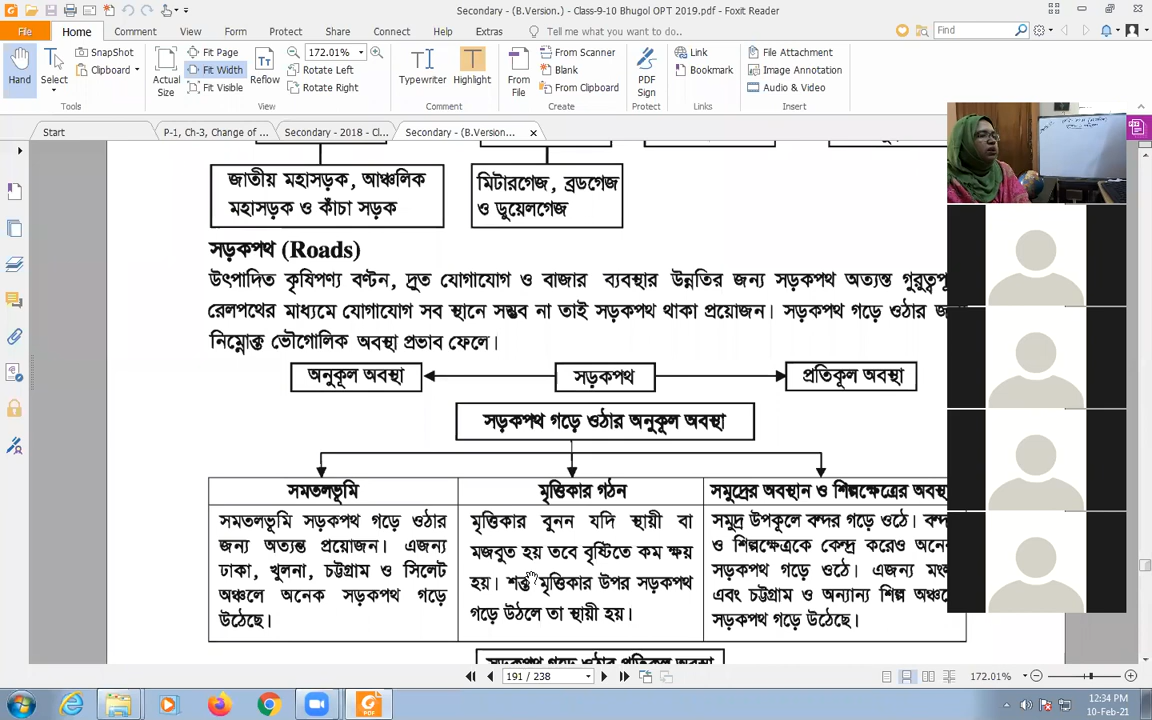 Secondary - (B.Version.) - Class-9-10 Bhugol OPT 2019.pdf - Foxit Reader
File Home Comment View Form Protect Share Connect Help Extras Tell me what you want to do... Find
Hand Select SnapShot Clipboard Actual Size Fit Page Fit Width Fit Visible Reflow 172.01% Rotate Left Rotate Right Typewriter Highlight From File From Scanner Blank From Clipboard PDF Sign Link Bookmark File Attachment Image Annotation Audio & Video
Tools View Comment Create Protect Links Insert
Start P-1, Ch-3, Change of ... Secondary - 2018 - Cl... Secondary - (B.Version...
জাতীয় মহাসড়ক, আঞ্চলিক
মহাসড়ক ও কাঁচা সড়ক
মিটারগেজ, ব্রডগেজ
ও ডুয়েলগেজ
সড়কপথ (Roads)
উৎপাদিত কৃষিপণ্য বণ্টন, দ্রুত যোগাযোগ ও বাজার ব্যবস্থার উন্নতির জন্য সড়কপথ অত্যন্ত
রেলপথের মাধ্যমে যোগাযোগ সব স্থানে সম্ভব না তাই সড়কপথ থাকা প্রয়োজন। সড়কপথ গড়ে ওঠার
নিম্নোক্ত ভৌগোলিক অবস্থা প্রভাব ফেলে।
অনুকূল অবস্থা সড়কপথ প্রতিকূল অবস্থা
সড়কপথ গড়ে ওঠার অনুকূল অবস্থা
সমতলভূমি
সমতলভূমি সড়কপথ গড়ে ওঠার
জন্য অত্যন্ত প্রয়োজন। এজন্য
ঢাকা, খুলনা, চট্টগ্রাম ও সিলেট
অঞ্চলে অনেক সড়কপথ গড়ে
উঠেছে।
মৃত্তিকার গঠন
মৃত্তিকার বুনন যদি স্থায়ী বা
মজবুত হয় তবে বৃষ্টিতে কম ক্ষয়
হয়। শক্ত মৃত্তিকার উপর সড়কপথ
গড়ে উঠলে তা স্থায়ী হয়।
সমুদ্রের অবস্থান ও শিল্পক্ষেত্রের
সমুদ্র উপকূলে বন্দর গড়ে ওঠে।
ও শিল্পক্ষেত্রকে কেন্দ্র করেও
সড়কপথ গড়ে ওঠে। এজন্য
এবং চট্টগ্রাম ও অন্যান্য শিল্প
সড়কপথ গড়ে উঠেছে।
সড়কপথ গড়ে ওঠার প্রতিকূল অবস্থা
191 / 238 172.01%
12:34 PM
10-Feb-21